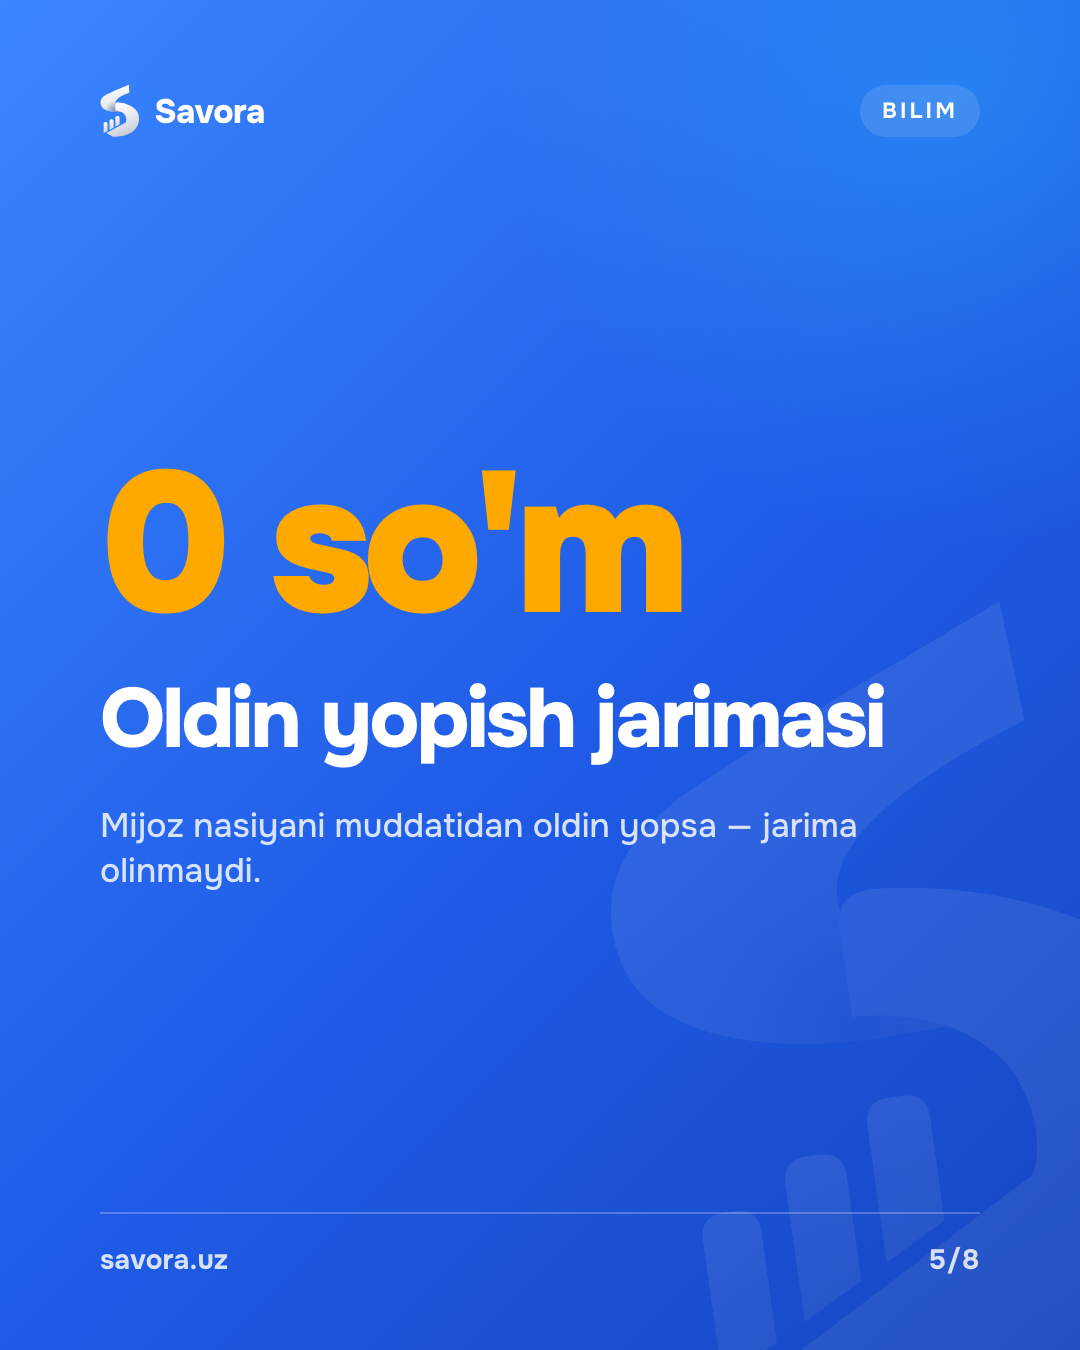 Savora
BILIM
0 so'm
Oldin yopish jarimasi
Mijoz nasiyani muddatidan oldin yopsa — jarima
olinmaydi.
savora.uz
5/8